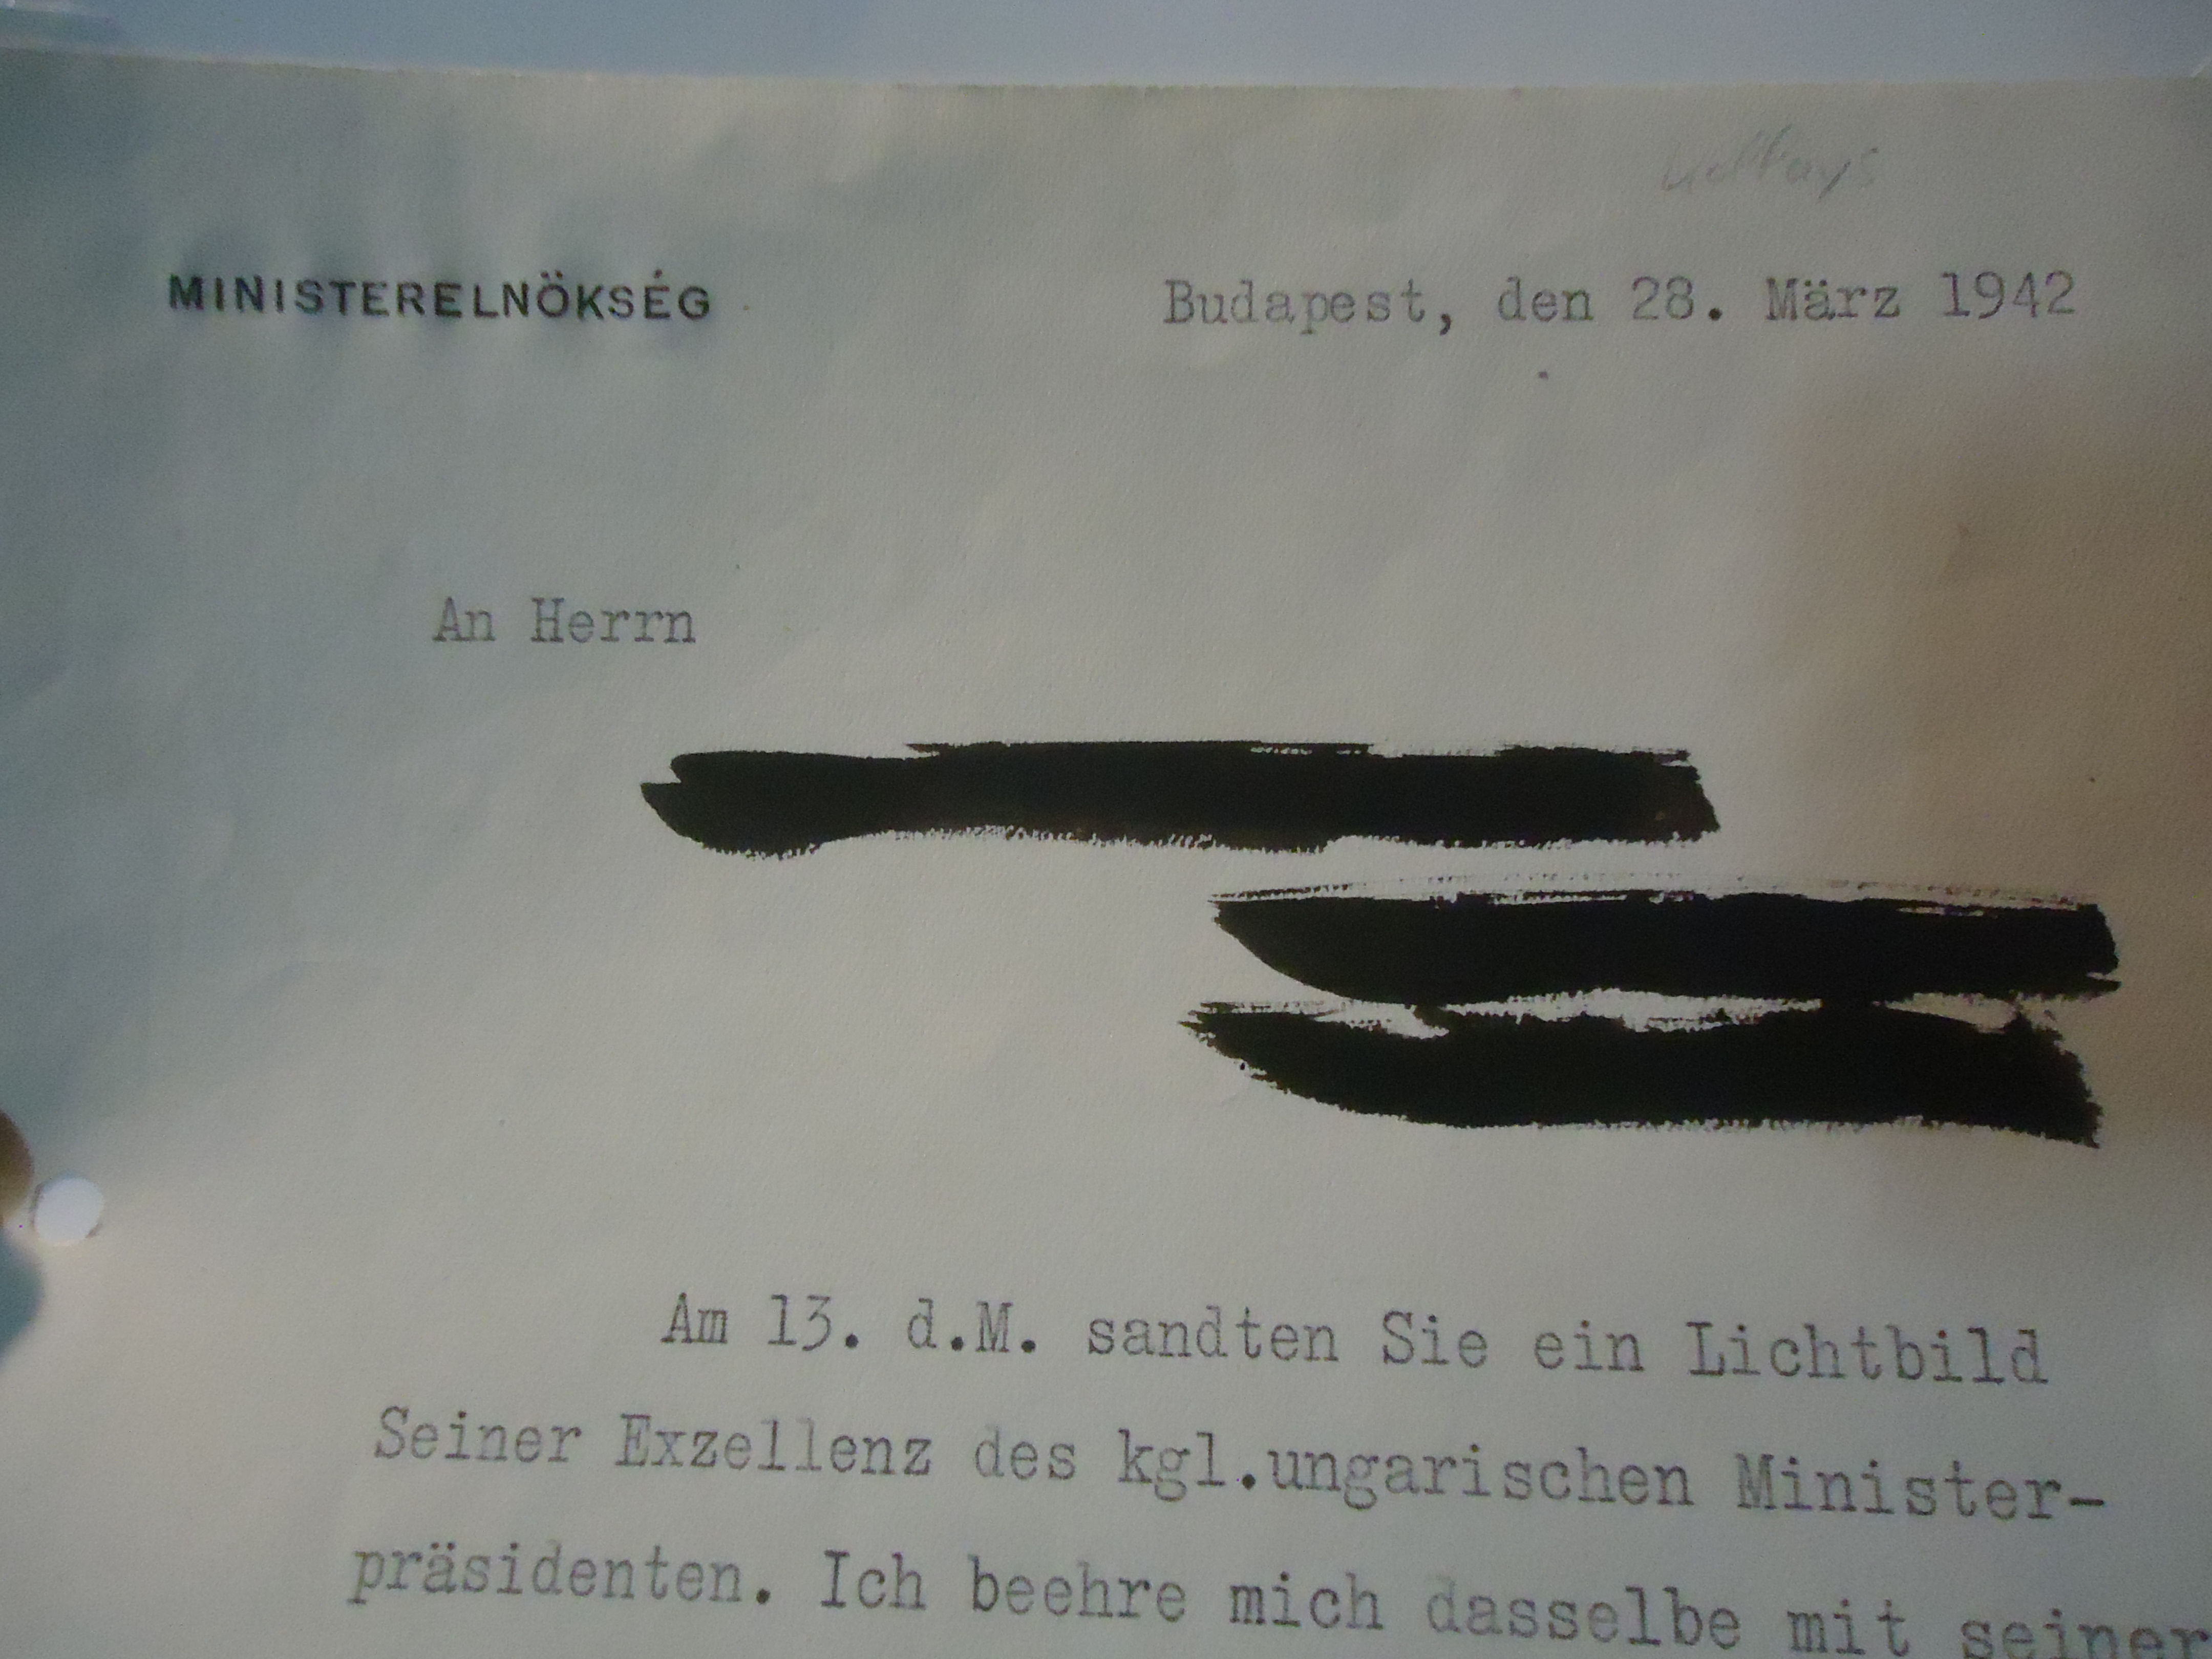 MINISTERELNÖKSÉG
Budapest, den 28. März 1942
An Herrn
Am 13. d.M. sandten Sie ein Lichtbild
Seiner Exzellenz des kgl.ungarischen Minister-
präsidenten. Ich beehre mich dasselbe mit seiner